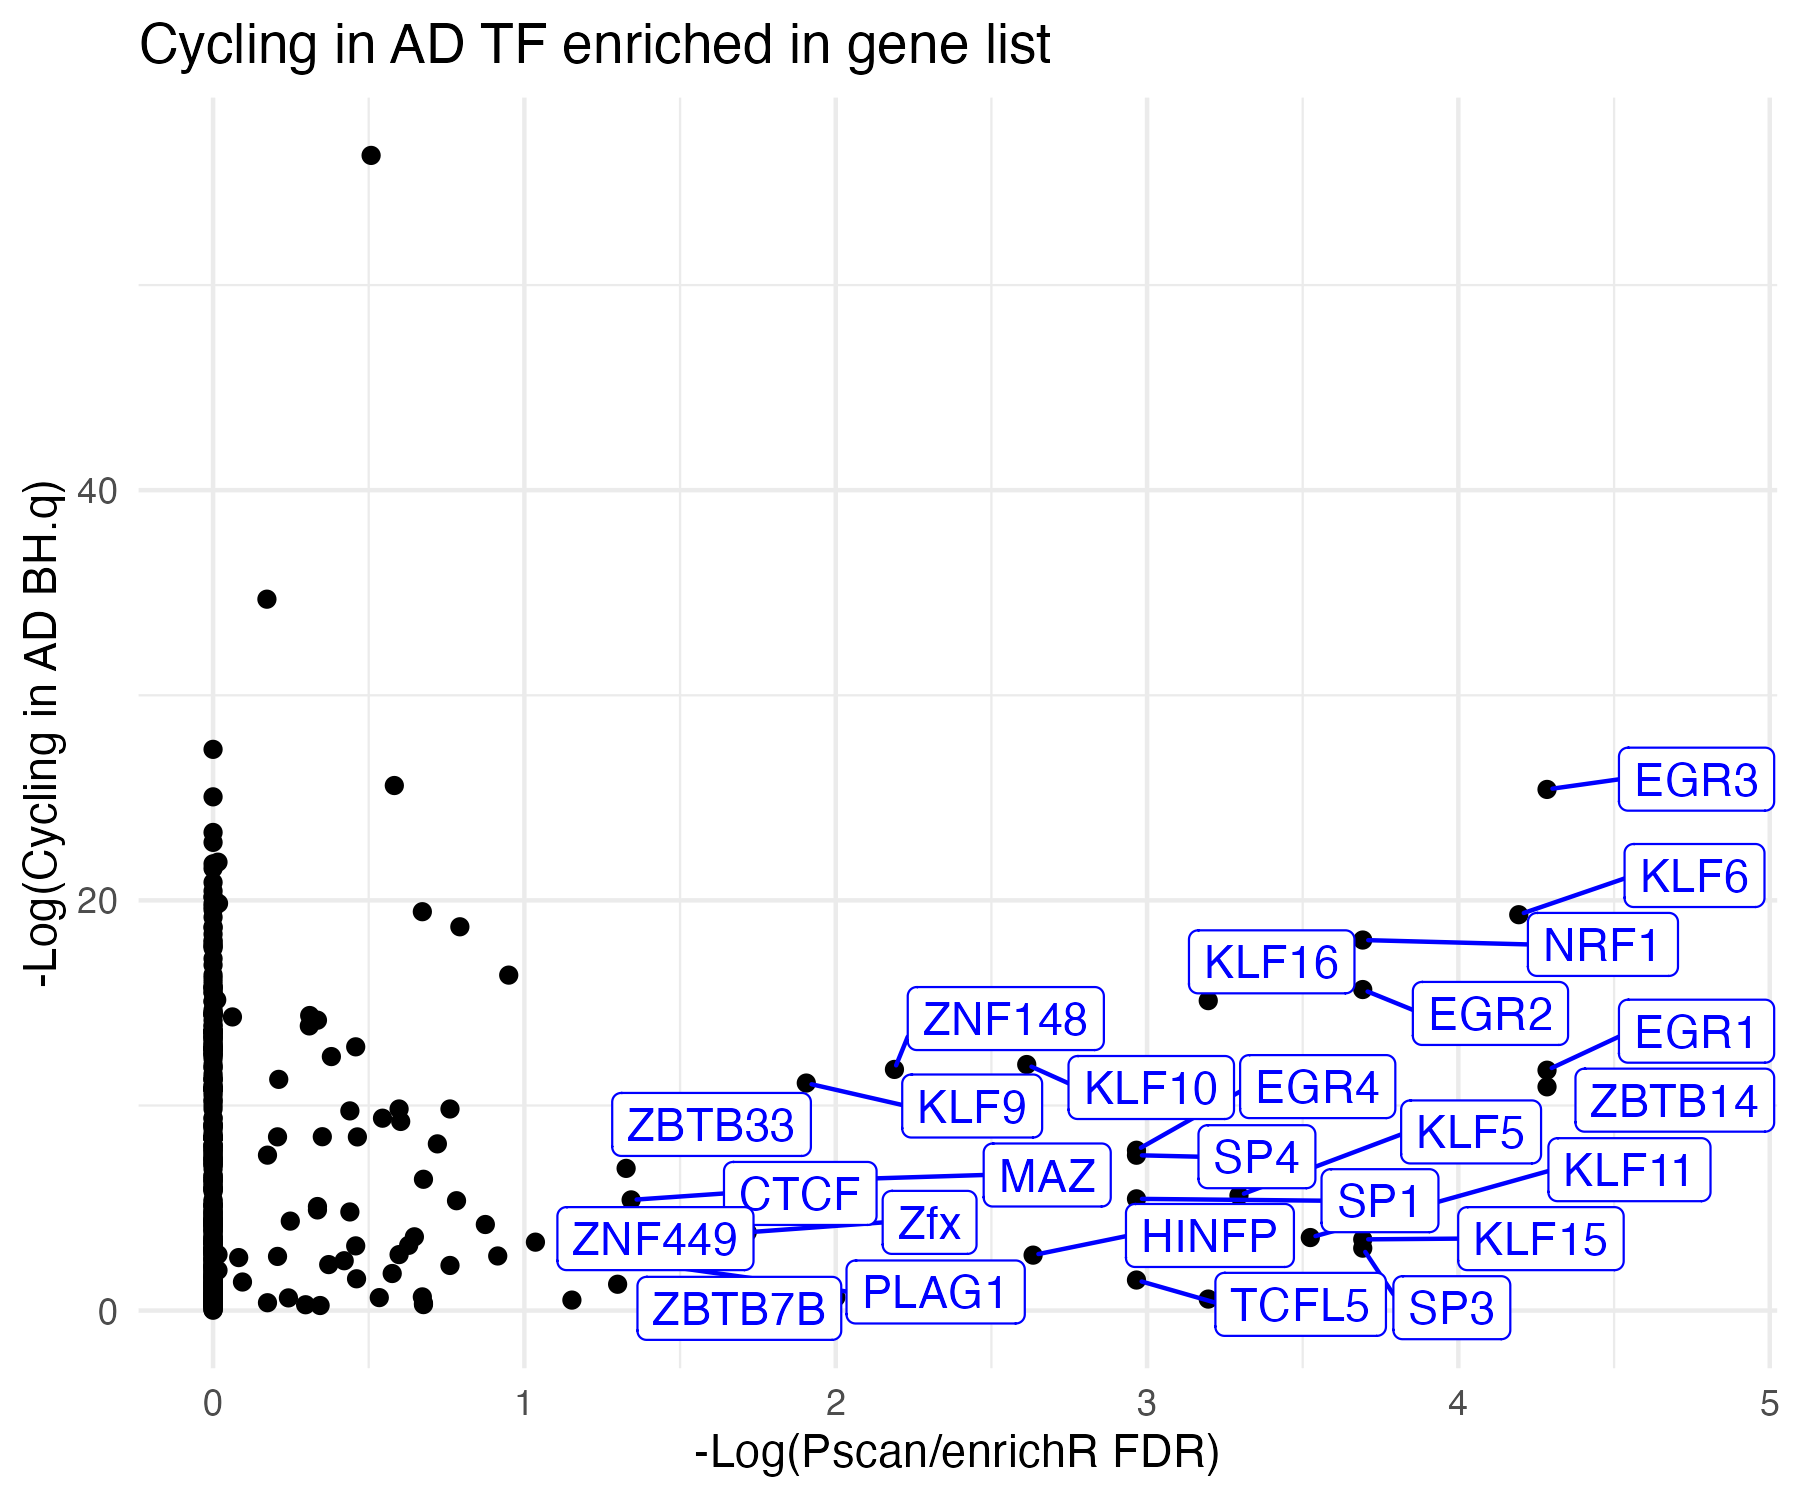 Cycling in AD TF enriched in gene list
-Log(Cycling in AD BH.q)
40
20
0
EGR3
KLF6
NRF1
KLF16
EGR2
ZNF148
EGR1
KLF10
EGR4
ZBTB14
KLF9
ZBTB33
KLF5
SP4
MAZ
KLF11
CTCF
SP1
Zfx
ZNF449
HINFP
KLF15
PLAG1
ZBTB7B
TCFL5
SP3
0
1
2
3
4
5
-Log(Pscan/enrichR FDR)